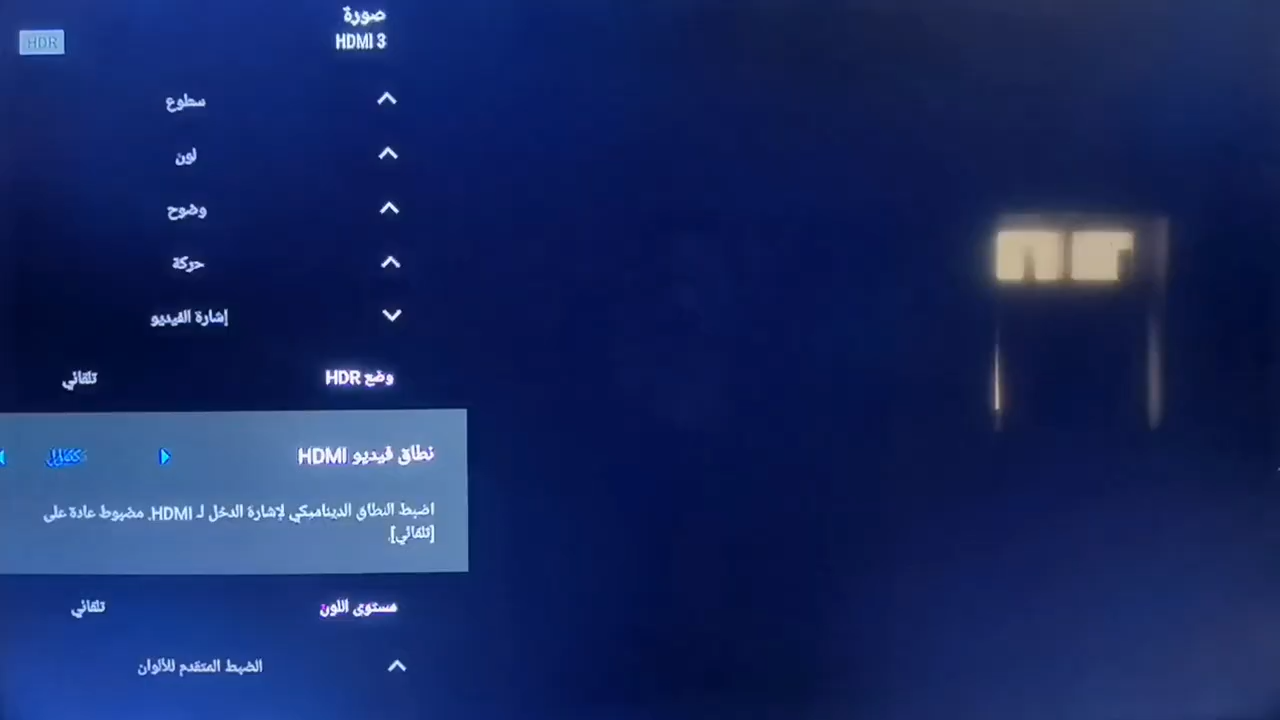 صورة
HDMI 3
HDR
سطوع
لون
وضوح
حركة
إشارة الفيديو
وضع HDR تلقائي
نطاق فيديو HDMI
اضبط النطاق الديناميكي لإشارة الدخل لـ HDMI. مضبوط عادة على
[تلقائي].
مستوى اللون تلقائي
الضبط المتقدم للألوان